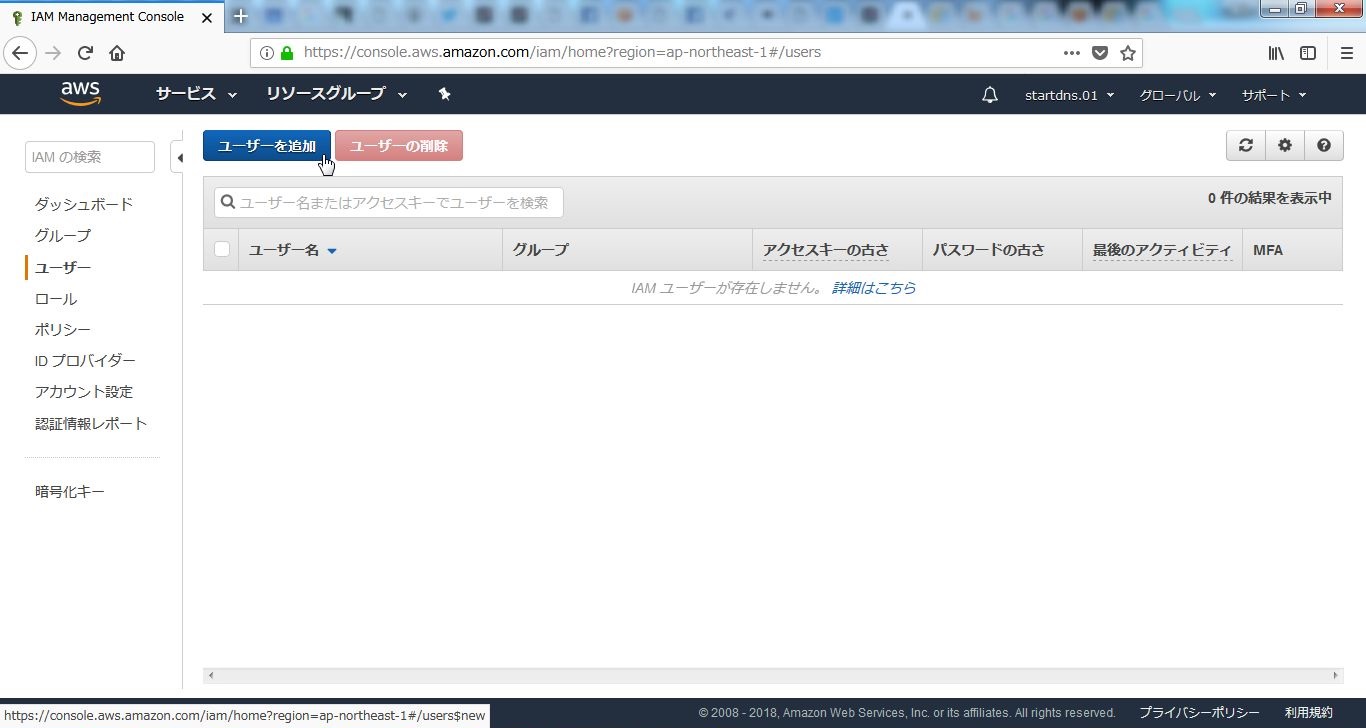 IAM Management Console
https://console.aws.amazon.com/iam/home?region=ap-northeast-1#/users
aws サービス リソースグループ startdns.01 グローバル サポート
IAM の検索
ダッシュボード
グループ
ユーザー
ロール
ポリシー
ID プロバイダー
アカウント設定
認証情報レポート
暗号化キー
ユーザーを追加 ユーザーの削除
ユーザー名またはアクセスキーでユーザーを検索 0 件の結果を表示中
ユーザー名 グループ アクセスキーの古さ パスワードの古さ 最後のアクティビティ MFA
IAM ユーザーが存在しません。 詳細はこちら
https://console.aws.amazon.com/iam/home?region=ap-northeast-1#/users$new
© 2008 - 2018, Amazon Web Services, Inc. or its affiliates. All rights reserved. プライバシーポリシー 利用規約